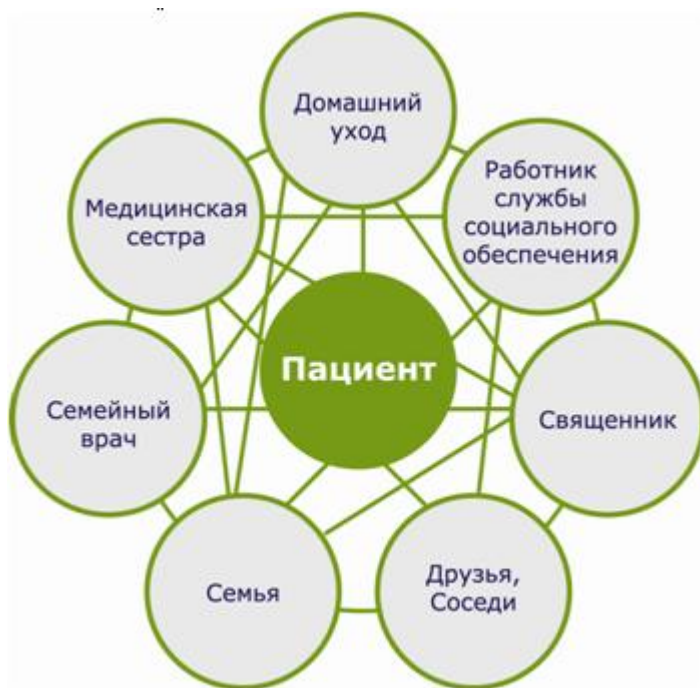 Домашний
уход
Работник
службы
социального
обеспечения
Медицинская
сестра
Пациент
Семейный
врач
Священник
Семья
Друзья,
Соседи